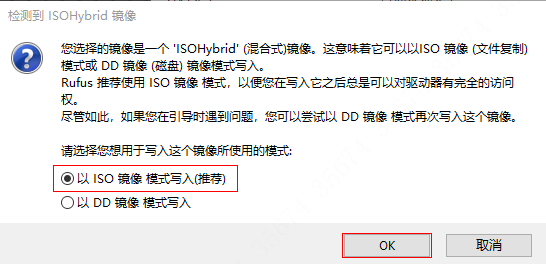 检测到 ISOHybrid 镜像
您选择的镜像是一个 'ISOHybrid' (混合式)镜像。这意味着它可以以ISO 镜像 (文件复制)
模式或 DD 镜像 (磁盘) 镜像模式写入。
Rufus 推荐使用 ISO 镜像 模式，以便您在写入它之后总是可以对驱动器有完全的访问
权。
尽管如此，如果您在引导时遇到问题，您可以尝试以 DD 镜像 模式再次写入这个镜像。
请选择您想用于写入这个镜像所使用的模式:
以 ISO 镜像 模式写入(推荐)
以 DD 镜像 模式写入
OK
取消